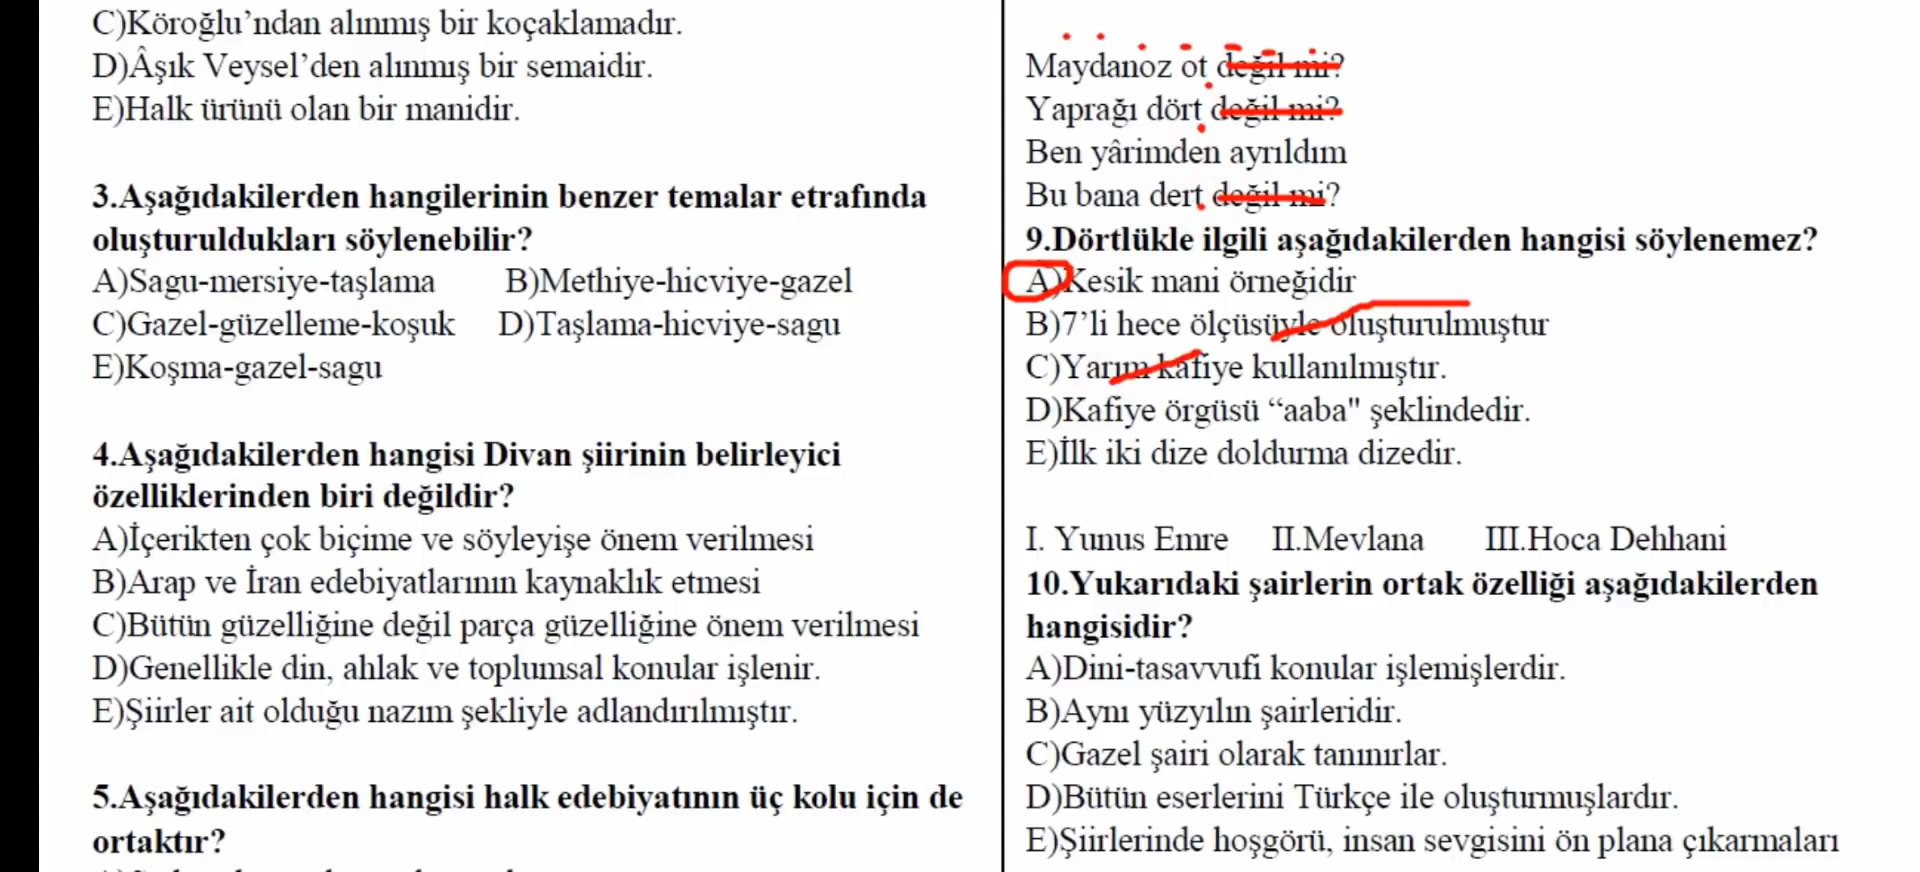 C)Köroğlu'ndan alınmış bir koçaklamadır.
D)Âşık Veysel'den alınmış bir semaidir.
E)Halk ürünü olan bir manidir.
3.Aşağıdakilerden hangilerinin benzer temalar etrafında
oluşturuldukları söylenebilir?
A)Sagu-mersiye-taşlama B)Methiye-hicviye-gazel
C)Gazel-güzelleme-koşuk D)Taşlama-hicviye-sagu
E)Koşma-gazel-sagu
4.Aşağıdakilerden hangisi Divan şiirinin belirleyici
özelliklerinden biri değildir?
A)İçerikten çok biçime ve söyleyişe önem verilmesi
B)Arap ve İran edebiyatlarının kaynaklık etmesi
C)Bütün güzelliğine değil parça güzelliğine önem verilmesi
D)Genellikle din, ahlak ve toplumsal konular işlenir.
E)Şiirler ait olduğu nazım şekliyle adlandırılmıştır.
5.Aşağıdakilerden hangisi halk edebiyatının üç kolu için de
ortaktır?
Maydanoz ot değil mi?
Yaprağı dört değil mi?
Ben yârimden ayrıldım
Bu bana dert değil mi?
9.Dörtlükle ilgili aşağıdakilerden hangisi söylenemez?
A)Kesik mani örneğidir
B)7'li hece ölçüsüyle oluşturulmuştur
C)Yarım kafiye kullanılmıştır.
D)Kafiye örgüsü “aaba" şeklindedir.
E)İlk iki dize doldurma dizedir.
I. Yunus Emre II.Mevlana III.Hoca Dehhani
10.Yukarıdaki şairlerin ortak özelliği aşağıdakilerden
hangisidir?
A)Dini-tasavvufi konular işlemişlerdir.
B)Aynı yüzyılın şairleridir.
C)Gazel şairi olarak tanınırlar.
D)Bütün eserlerini Türkçe ile oluşturmuşlardır.
E)Şiirlerinde hoşgörü, insan sevgisini ön plana çıkarmaları